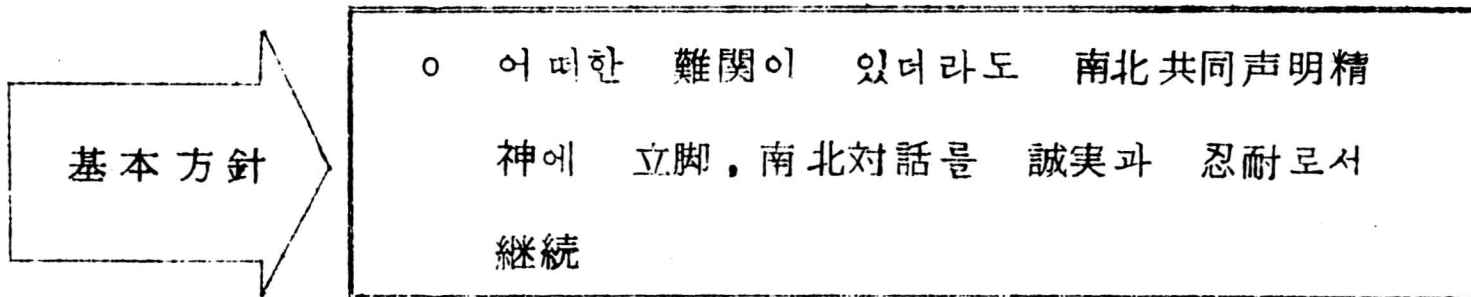 基本方針
o 어떠한 難関이 있더라도 南北共同声明精
神에 立脚, 南北対話를 誠実과 忍耐로서
継続